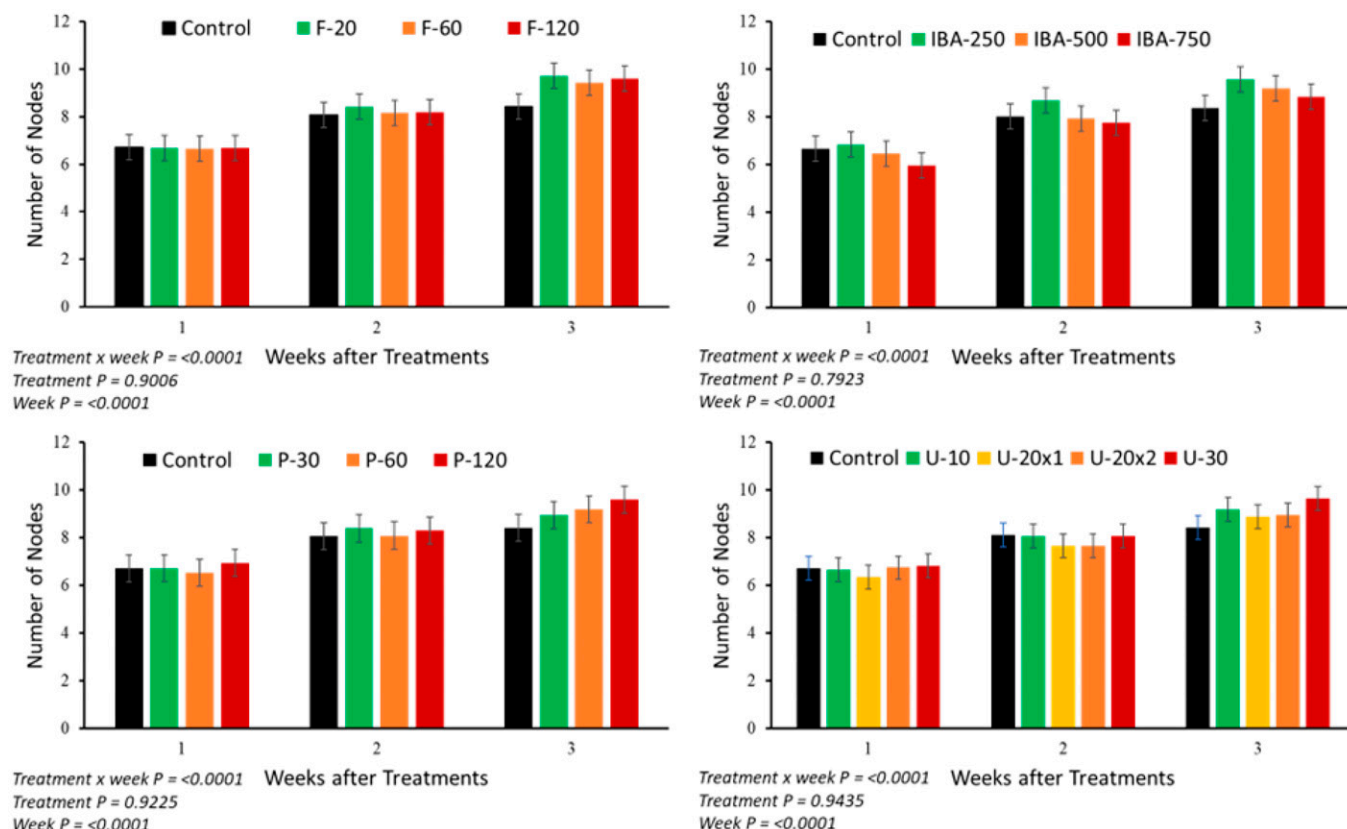 Control F-20 F-60 F-120
Number of Nodes
12
10
8
6
4
2
0
1 2 3
Weeks after Treatments
Treatment x week P = <0.0001
Treatment P = 0.9006
Week P = <0.0001
Control IBA-250 IBA-500 IBA-750
Number of Nodes
12
10
8
6
4
2
0
1 2 3
Weeks after Treatments
Treatment x week P = <0.0001
Treatment P = 0.7923
Week P = <0.0001
Control P-30 P-60 P-120
Number of Nodes
12
10
8
6
4
2
0
1 2 3
Weeks after Treatments
Treatment x week P = <0.0001
Treatment P = 0.9225
Week P = <0.0001
Control U-10 U-20x1 U-20x2 U-30
Number of Nodes
12
10
8
6
4
2
0
1 2 3
Weeks after Treatments
Treatment x week P = <0.0001
Treatment P = 0.9435
Week P = <0.0001